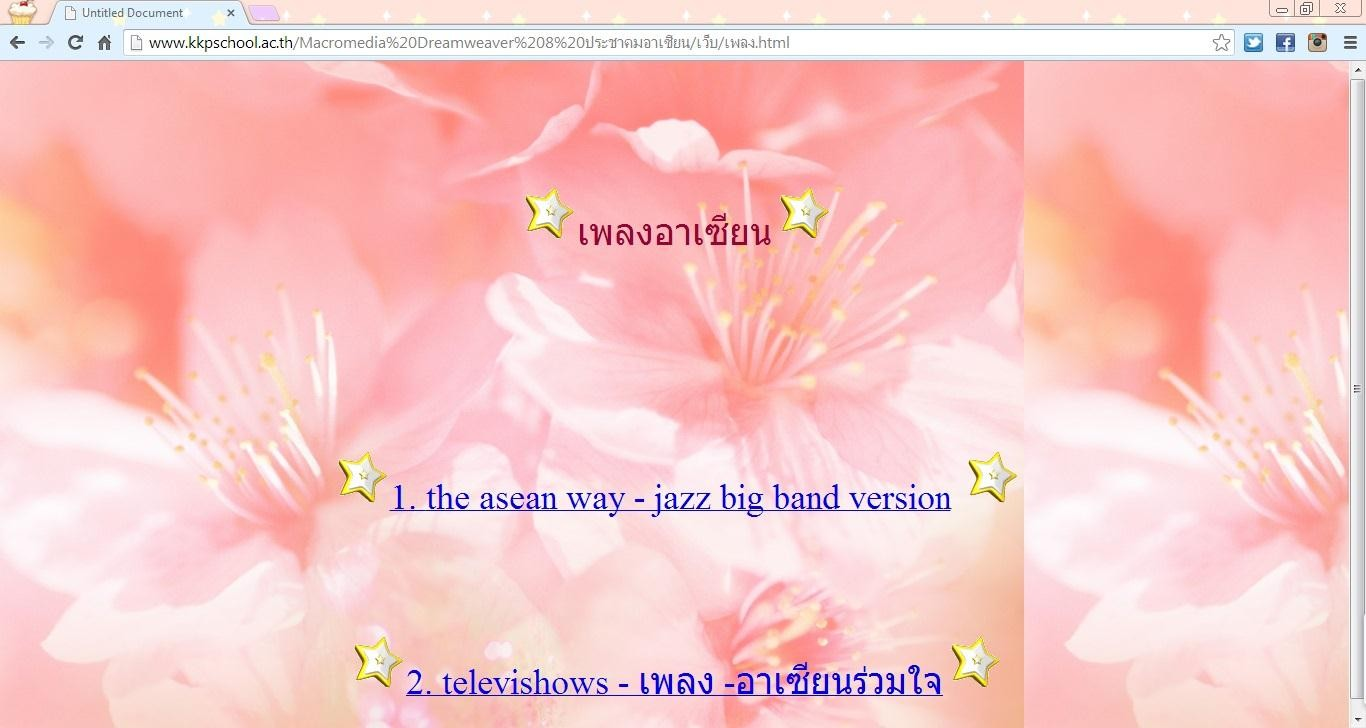 Untitled Document
www.kkpschool.ac.th/Macromedia%20Dreamweaver%208%20ประชาคมอาเซียน/เว็บ/เพลง.html
เพลงอาเซียน
1. the asean way - jazz big band version
2. televishows - เพลง -อาเซียนร่วมใจ